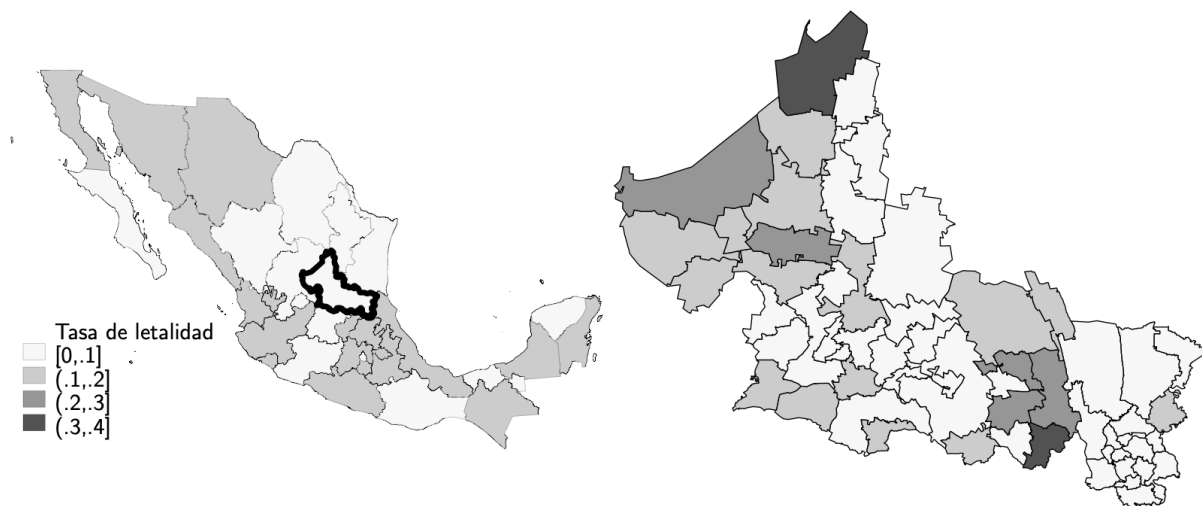 Tasa de letalidad
[0,.1]
(.1,.2]
(.2,.3]
(.3,.4]